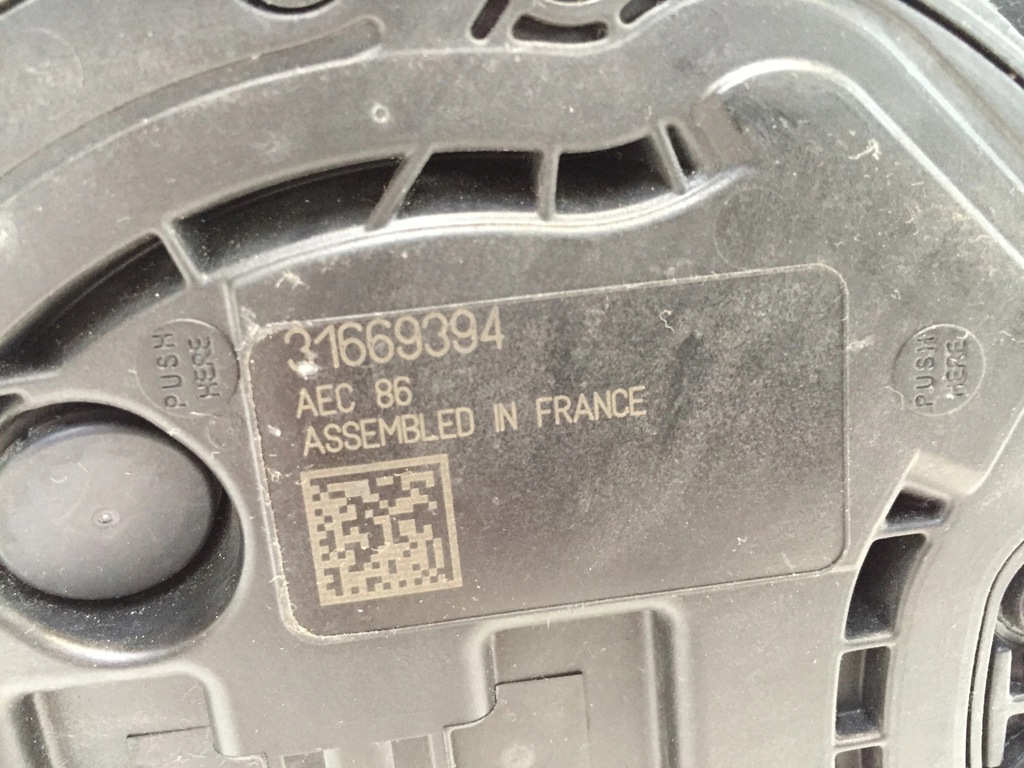 31669394
AEC 86
ASSEMBLED IN FRANCE
PUSH
HERE
PUSH
HERE